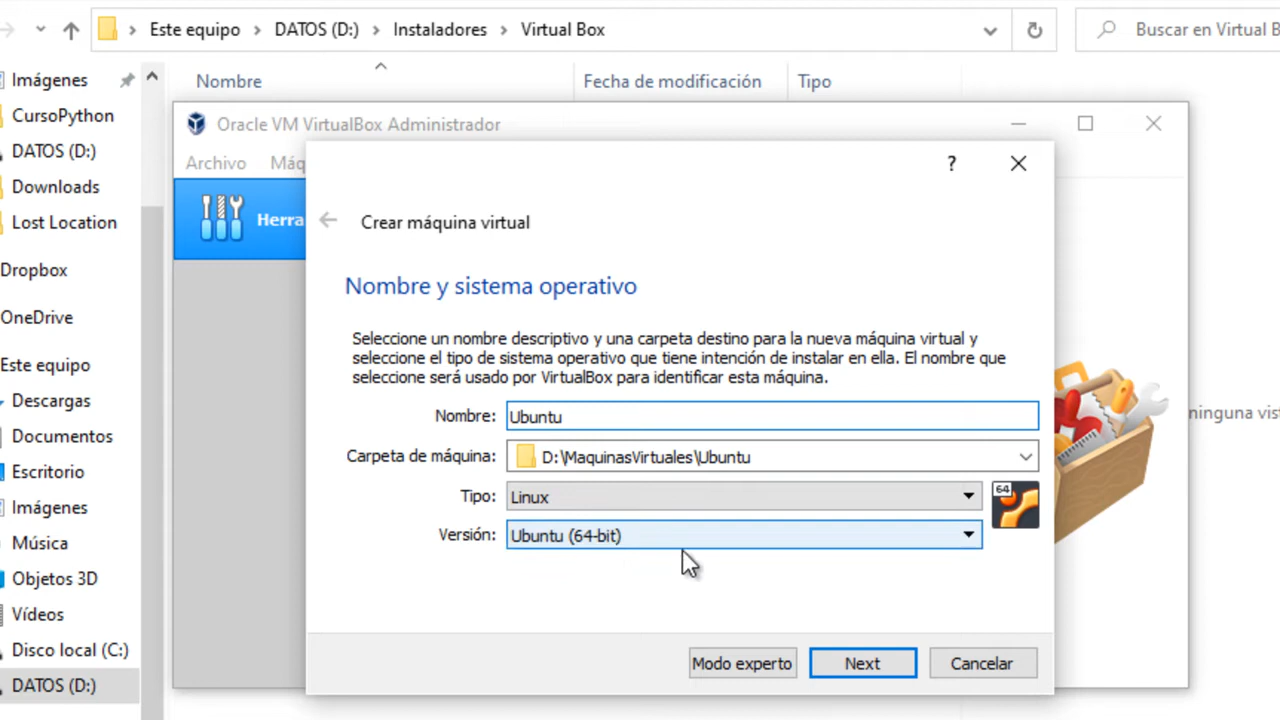 Este equipo > DATOS (D:) > Instaladores > Virtual Box
Buscar en Virtual B
Nombre
Fecha de modificación
Tipo
Imágenes
CursoPython
DATOS (D:)
Downloads
Lost Location
Dropbox
OneDrive
Este equipo
Descargas
Documentos
Escritorio
Imágenes
Música
Objetos 3D
Vídeos
Disco local (C:)
DATOS (D:)
Oracle VM VirtualBox Administrador
Archivo Máq
Herra
?
Crear máquina virtual
Nombre y sistema operativo
Seleccione un nombre descriptivo y una carpeta destino para la nueva máquina virtual y
seleccione el tipo de sistema operativo que tiene intención de instalar en ella. El nombre que
seleccione será usado por VirtualBox para identificar esta máquina.
Nombre: Ubuntu
Carpeta de máquina: D:\MaquinasVirtuales\Ubuntu
Tipo: Linux
64
Versión: Ubuntu (64-bit)
Modo experto
Next
Cancelar
ninguna vist